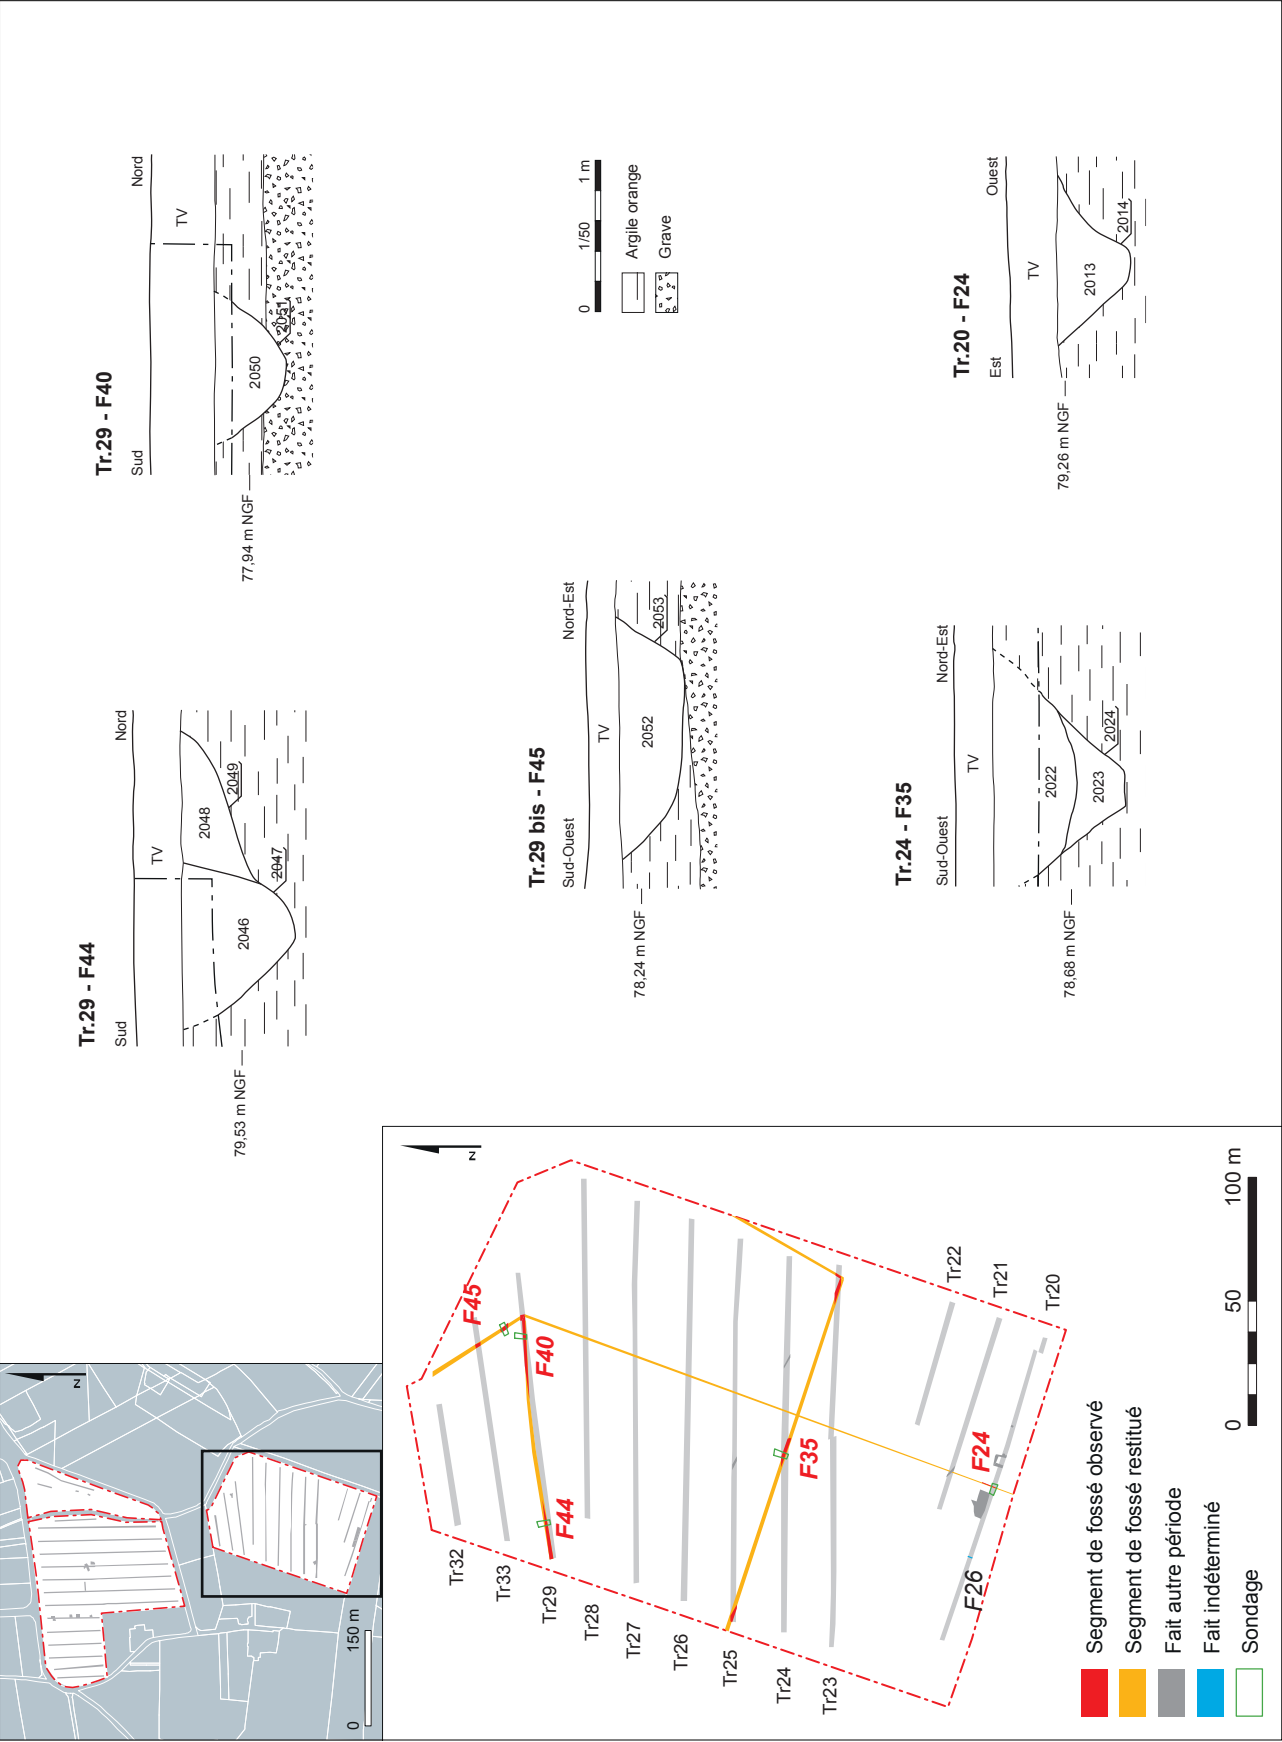 Tr.29 - F44
Sud
Nord
TV
2048
2049
2047
2046
79,53 m NGF
Tr.29 - F40
Sud
Nord
TV
2050
2051
77,94 m NGF
Tr.29 bis - F45
Sud-Ouest
Nord-Est
TV
2052
2053
78,24 m NGF
0
1/50
1 m
Argile orange
Grave
Tr.24 - F35
Sud-Ouest
Nord-Est
TV
2022
2023
2024
78,68 m NGF
Tr.20 - F24
Est
Ouest
TV
2013
2014
79,26 m NGF
N
0
150 m
N
Tr32
Tr33
Tr29
Tr28
Tr27
Tr26
Tr25
Tr24
Tr23
Tr22
Tr21
Tr20
F45
F40
F44
F35
F24
F26
Segment de fossé observé
Segment de fossé restitué
Fait autre période
Fait indéterminé
Sondage
0
50
100 m